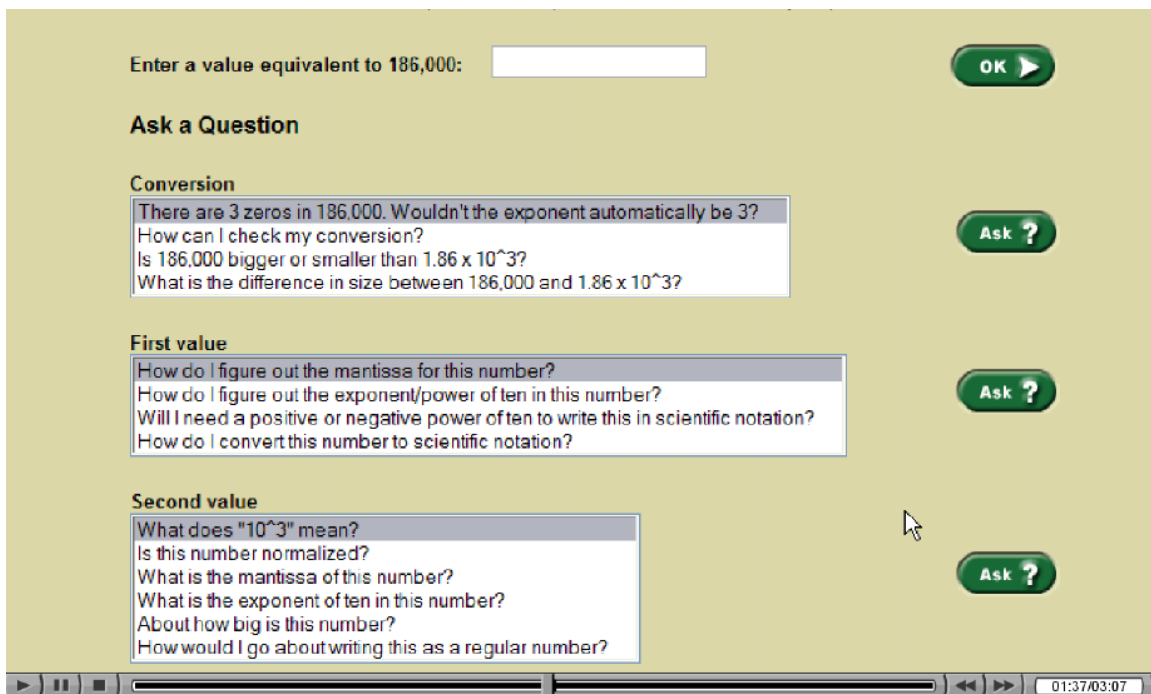 Enter a value equivalent to 186,000:
OK
Ask a Question
Conversion
There are 3 zeros in 186,000. Wouldn't the exponent automatically be 3?
How can I check my conversion?
Is 186,000 bigger or smaller than 1.86 x 10^3?
What is the difference in size between 186,000 and 1.86 x 10^3?
Ask ?
First value
How do I figure out the mantissa for this number?
How do I figure out the exponent/power of ten in this number?
Will I need a positive or negative power of ten to write this in scientific notation?
How do I convert this number to scientific notation?
Ask ?
Second value
What does "10^3" mean?
Is this number normalized?
What is the mantissa of this number?
What is the exponent of ten in this number?
About how big is this number?
How would I go about writing this as a regular number?
Ask ?
01:37/03:07